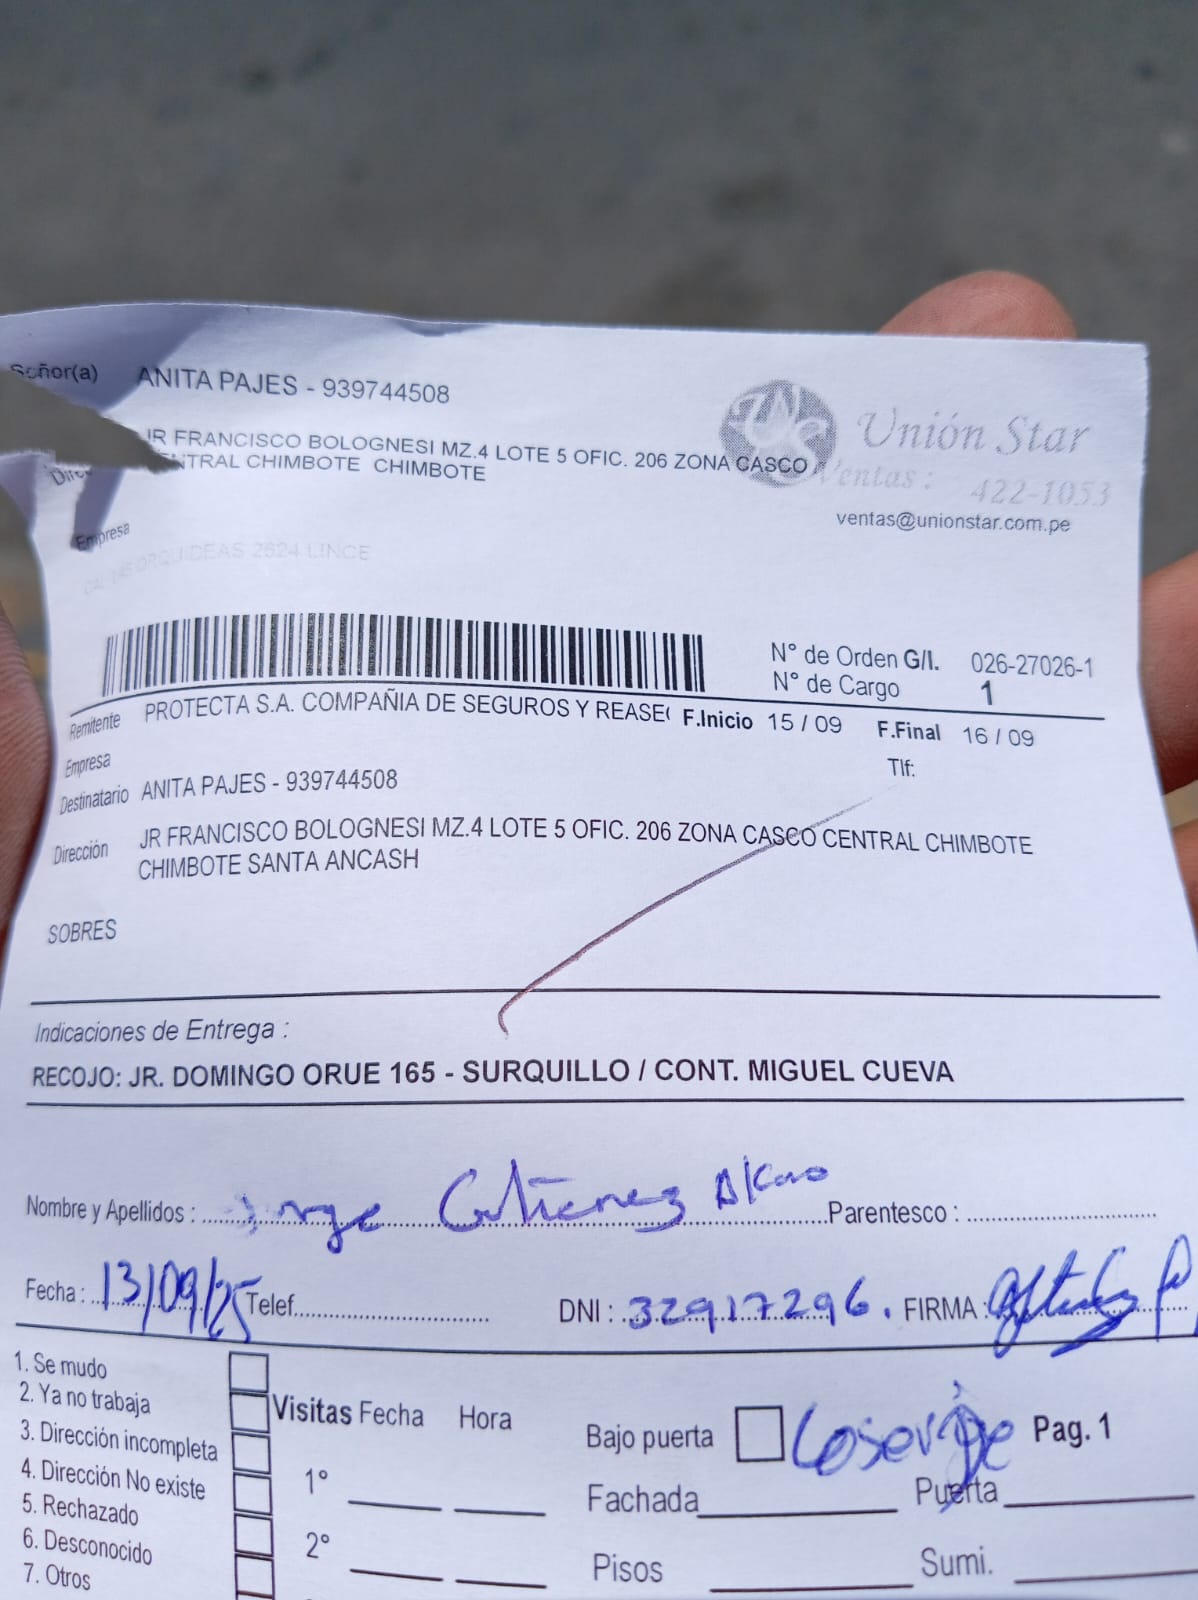 Señor(a) ANITA PAJES - 939744508
JR FRANCISCO BOLOGNESI MZ.4 LOTE 5 OFIC. 206 ZONA CASCO
NTRAL CHIMBOTE CHIMBOTE
Unión Star
Ventas : 422-1053
ventas@unionstar.com.pe
Empresa
ORQUIDEAS 2624 LINCE
N° de Orden G/I. 026-27026-1
N° de Cargo 1
Remitente PROTECTA S.A. COMPAÑIA DE SEGUROS Y REASE F.Inicio 15 / 09 F.Final 16 / 09
Empresa
Tlf:
Destinatario ANITA PAJES - 939744508
Dirección JR FRANCISCO BOLOGNESI MZ.4 LOTE 5 OFIC. 206 ZONA CASCO CENTRAL CHIMBOTE
CHIMBOTE SANTA ANCASH
SOBRES
Indicaciones de Entrega :
RECOJO: JR. DOMINGO ORUE 165 - SURQUILLO / CONT. MIGUEL CUEVA
Nombre y Apellidos : Jorge Gutierrez Parentesco :
Fecha : 13/09/25 Telef. DNI : 32917296. FIRMA :
1. Se mudo
2. Ya no trabaja
3. Dirección incompleta
4. Dirección No existe
5. Rechazado
6. Desconocido
7. Otros
Visitas Fecha Hora
1°
2°
Bajo puerta Pag. 1
Fachada Puerta
Pisos Sumi.